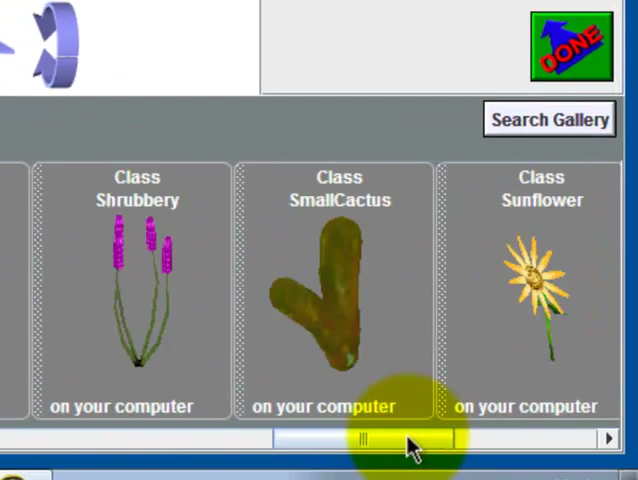 DONE
Search Gallery
Class
Shrubbery
Class
SmallCactus
Class
Sunflower
on your computer
on your computer
on your computer